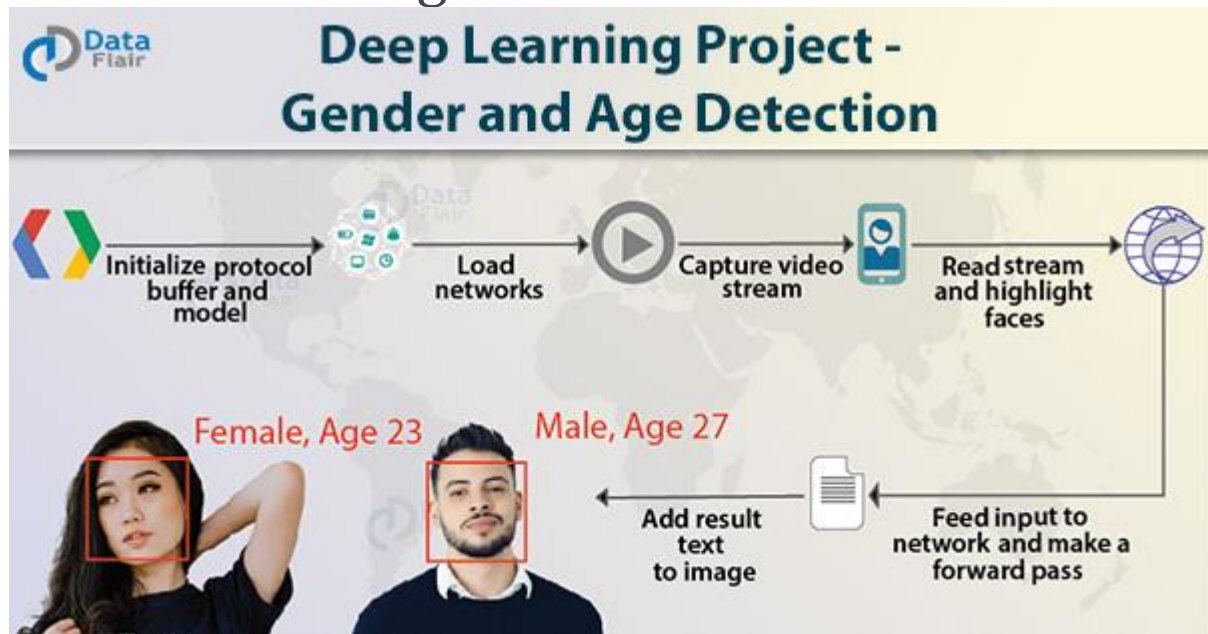 Data
Flair
Deep Learning Project -
Gender and Age Detection
Data
Flair
Initialize protocol
buffer and
model
Load
networks
Capture video
stream
Read stream
and highlight
faces
Female, Age 23
Male, Age 27
Add result
text
to image
Feed input to
network and make a
forward pass